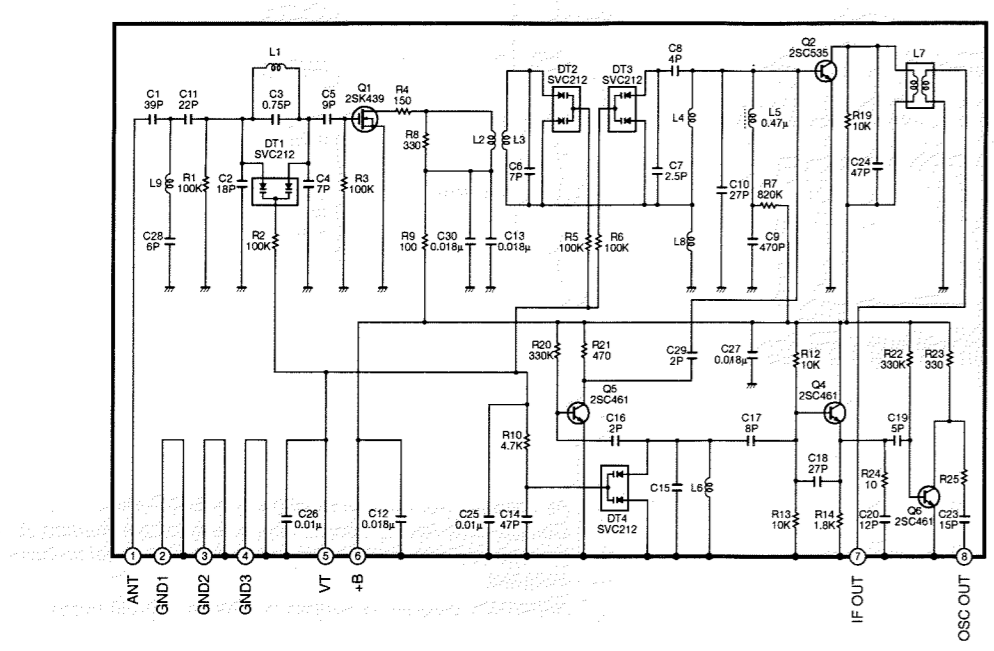 L1
C3
0.75P
C1
39P
C11
22P
C5
9P
Q1
2SK439
R4
150
R8
330
L2
L3
DT1
SVC212
L9
R1
100K
C2
18P
C4
7P
R3
100K
C28
6P
R2
100K
R9
100
C30
0.018µ
C13
0.018µ
C6
7P
DT2
SVC212
DT3
SVC212
C8
4P
R5
100K
R6
100K
C7
2.5P
L4
L8
C10
27P
L5
0.47µ
R7
820K
C9
470P
Q2
2SC535
R19
10K
C24
47P
L7
R20
330K
R21
470
C29
2P
C27
0.018µ
R12
10K
Q4
2SC461
R22
330K
R23
330
Q5
2SC461
C16
2P
C17
8P
C19
5P
R10
4.7K
C18
27P
R24
10
R25
C26
0.01µ
C12
0.018µ
C25
0.01µ
C14
47P
DT4
SVC212
C15
L6
R13
10K
R14
1.8K
C20
12P
Q6
2SC461
C23
15P
1
2
3
4
5
6
7
8
ANT
GND1
GND2
GND3
VT
+B
IF OUT
OSC OUT